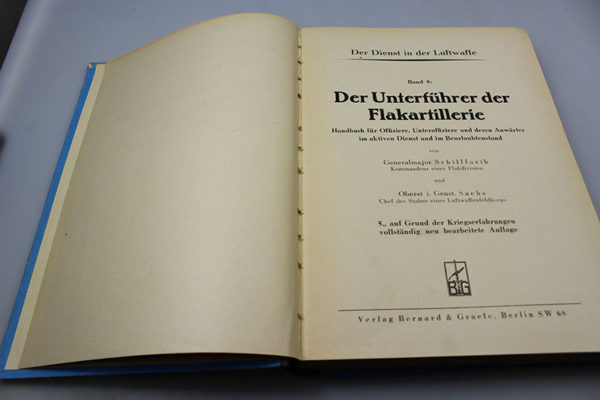 Der Dienst in der Luftwaffe
Band 9:
Der Unterführer der
Flakartillerie
Handbuch für Offiziere, Unteroffiziere und deren Anwärter
im aktiven Dienst und im Beurlaubtenstand
von
Generalmajor Schilffarth
Kommandeur einer Flakdivision
und
Oberst i. Genst. Sachs
Chef des Stabes eines Luftwaffenfeldkorps
5., auf Grund der Kriegserfahrungen
vollständig neu bearbeitete Auflage
B&G
Verlag Bernard & Graefe, Berlin SW 68